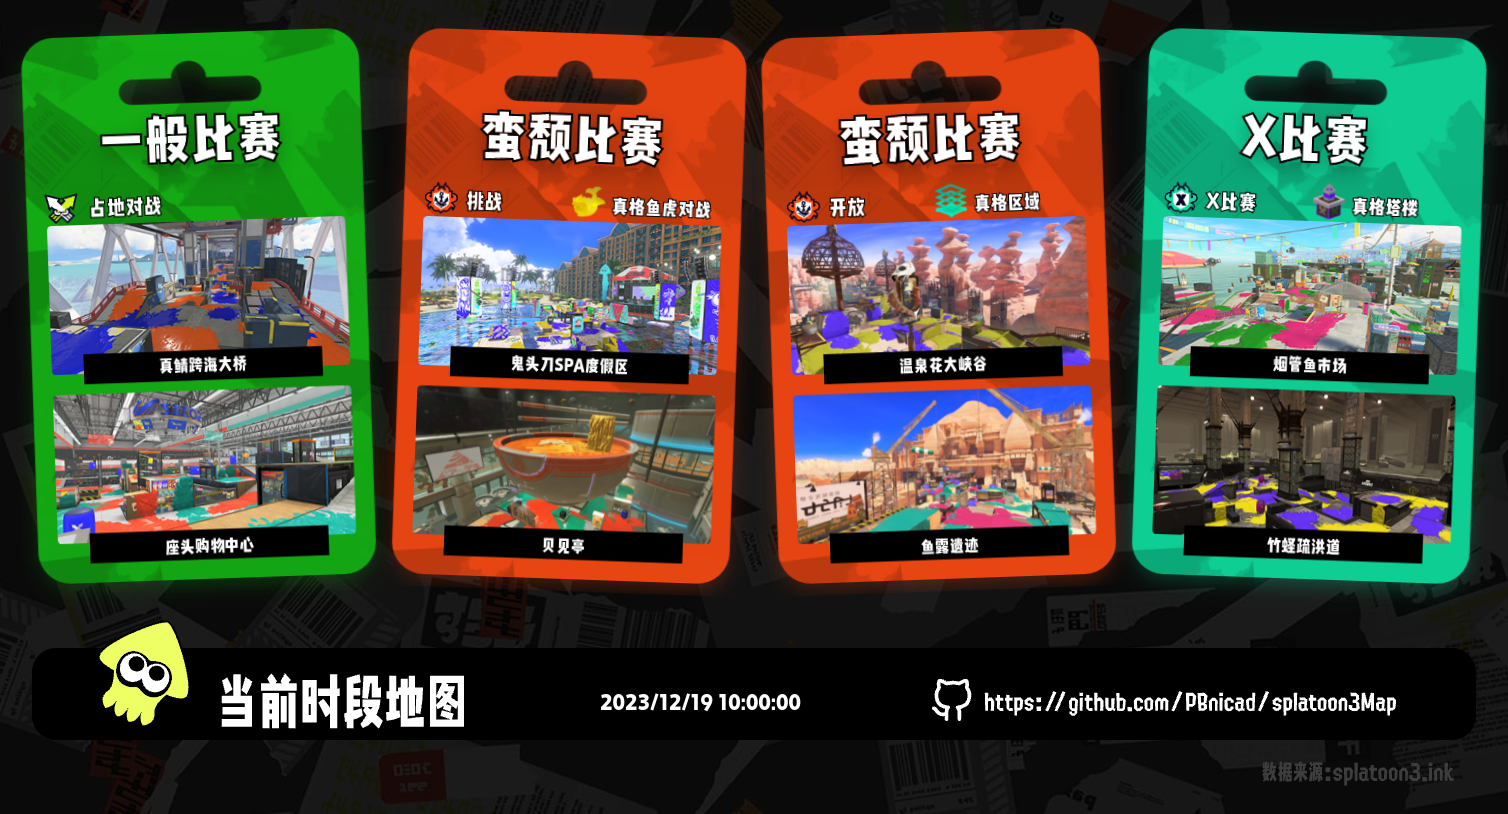 一般比赛
占地对战
真鲷跨海大桥
座头购物中心
蛮颓比赛
挑战
真格鱼虎对战
鬼头刀SPA度假区
贝见亭
蛮颓比赛
开放
真格区域
温泉花大峡谷
鱼露遗迹
X比赛
X比赛
真格塔楼
烟管鱼市场
竹蛏疏洪道
当前时段地图
2023/12/19 10:00:00
https://github.com/PBnicad/splatoon3Map
数据来源:splatoon3.ink